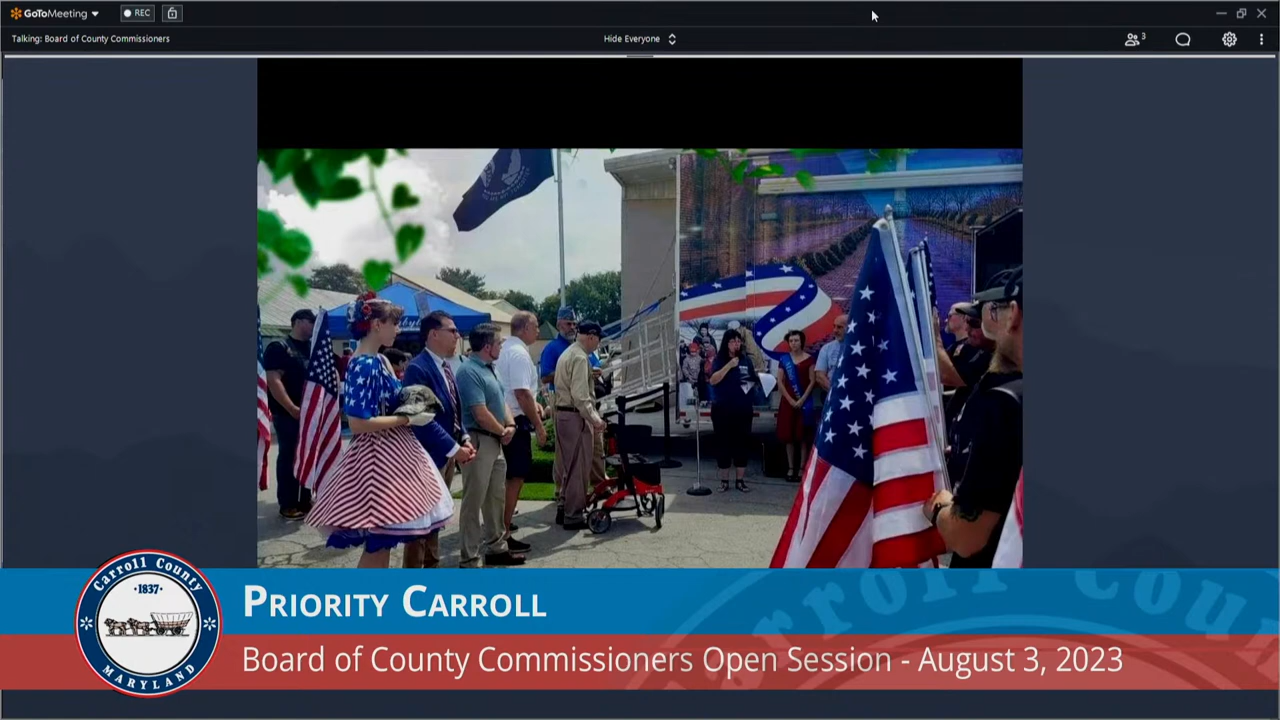 GoToMeeting
REC
Talking: Board of County Commissioners
Hide Everyone
3
Carroll County
1837
MARYLAND
PRIORITY CARROLL
Board of County Commissioners Open Session - August 3, 2023